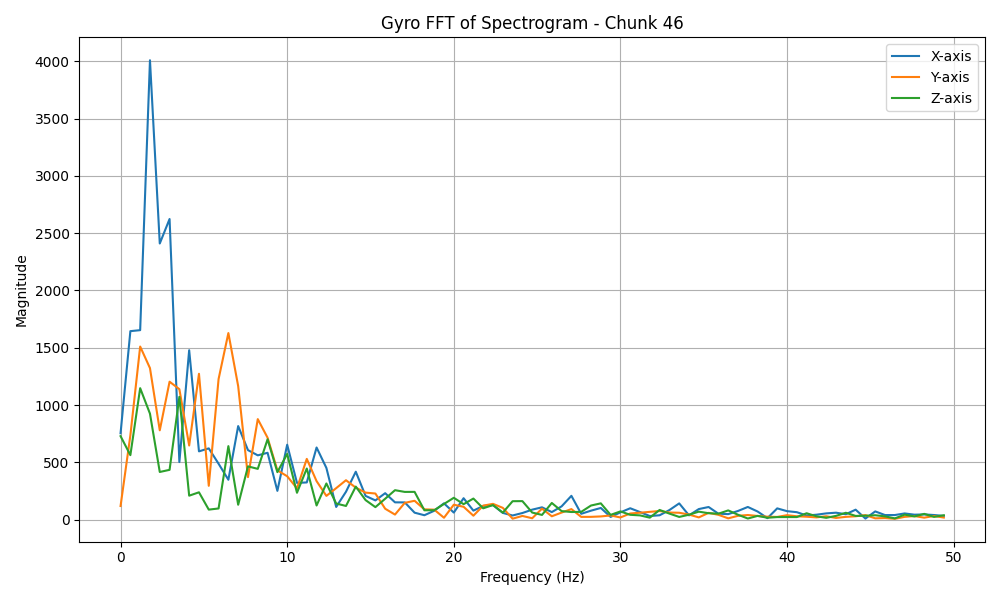 Gyro FFT of Spectrogram - Chunk 46
X-axis
Y-axis
Z-axis
4000
3500
3000
2500
2000
1500
1000
500
0
Magnitude
0 10 20 30 40 50
Frequency (Hz)